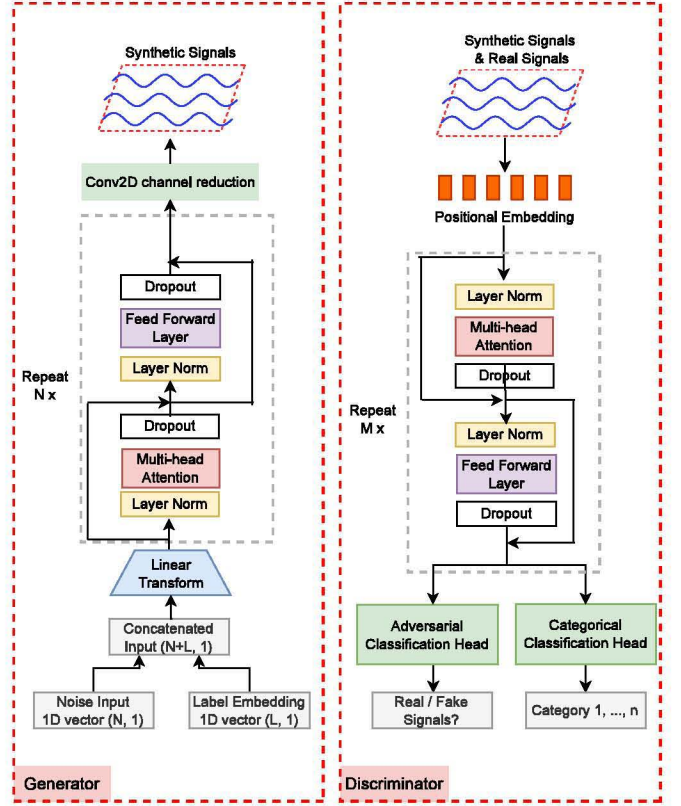 Synthetic Signals
Conv2D channel reduction
Dropout
Feed Forward
Layer
Layer Norm
Repeat
N x
Dropout
Multi-head
Attention
Layer Norm
Linear
Transform
Concatenated
Input (N+L, 1)
Noise Input
1D vector (N, 1)
Label Embedding
1D vector (L, 1)
Generator
Synthetic Signals
& Real Signals
Positional Embedding
Layer Norm
Multi-head
Attention
Dropout
Repeat
M x
Layer Norm
Feed Forward
Layer
Dropout
Adversarial
Classification Head
Categorical
Classification Head
Real / Fake
Signals?
Category 1, ..., n
Discriminator